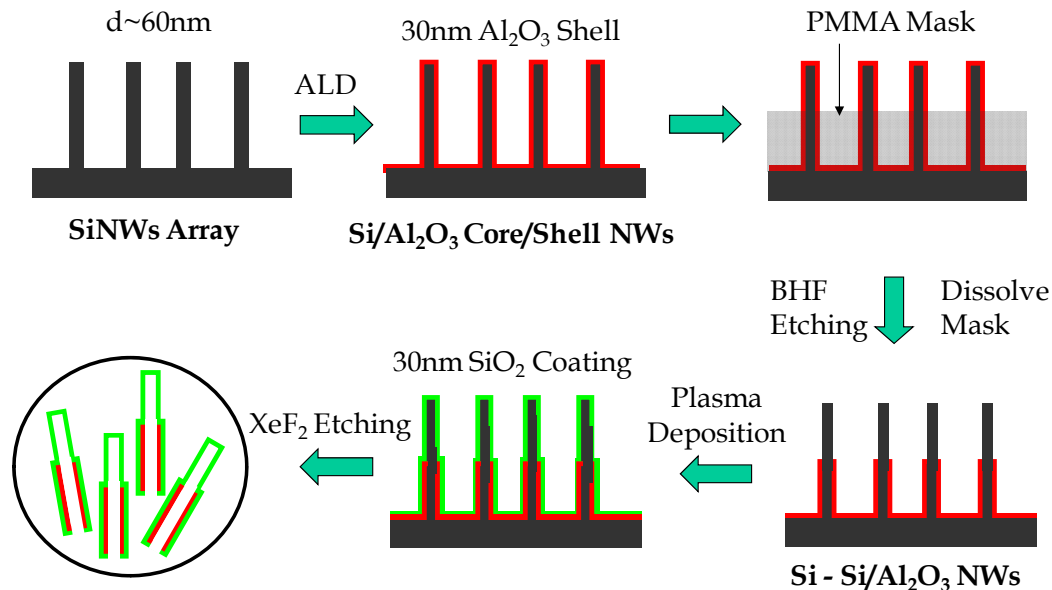 d~60nm
SiNWs Array
ALD
30nm Al₂O₃ Shell
Si/Al₂O₃ Core/Shell NWs
PMMA Mask
BHF
Etching
Dissolve
Mask
Si - Si/Al₂O₃ NWs
Plasma
Deposition
30nm SiO₂ Coating
XeF₂ Etching